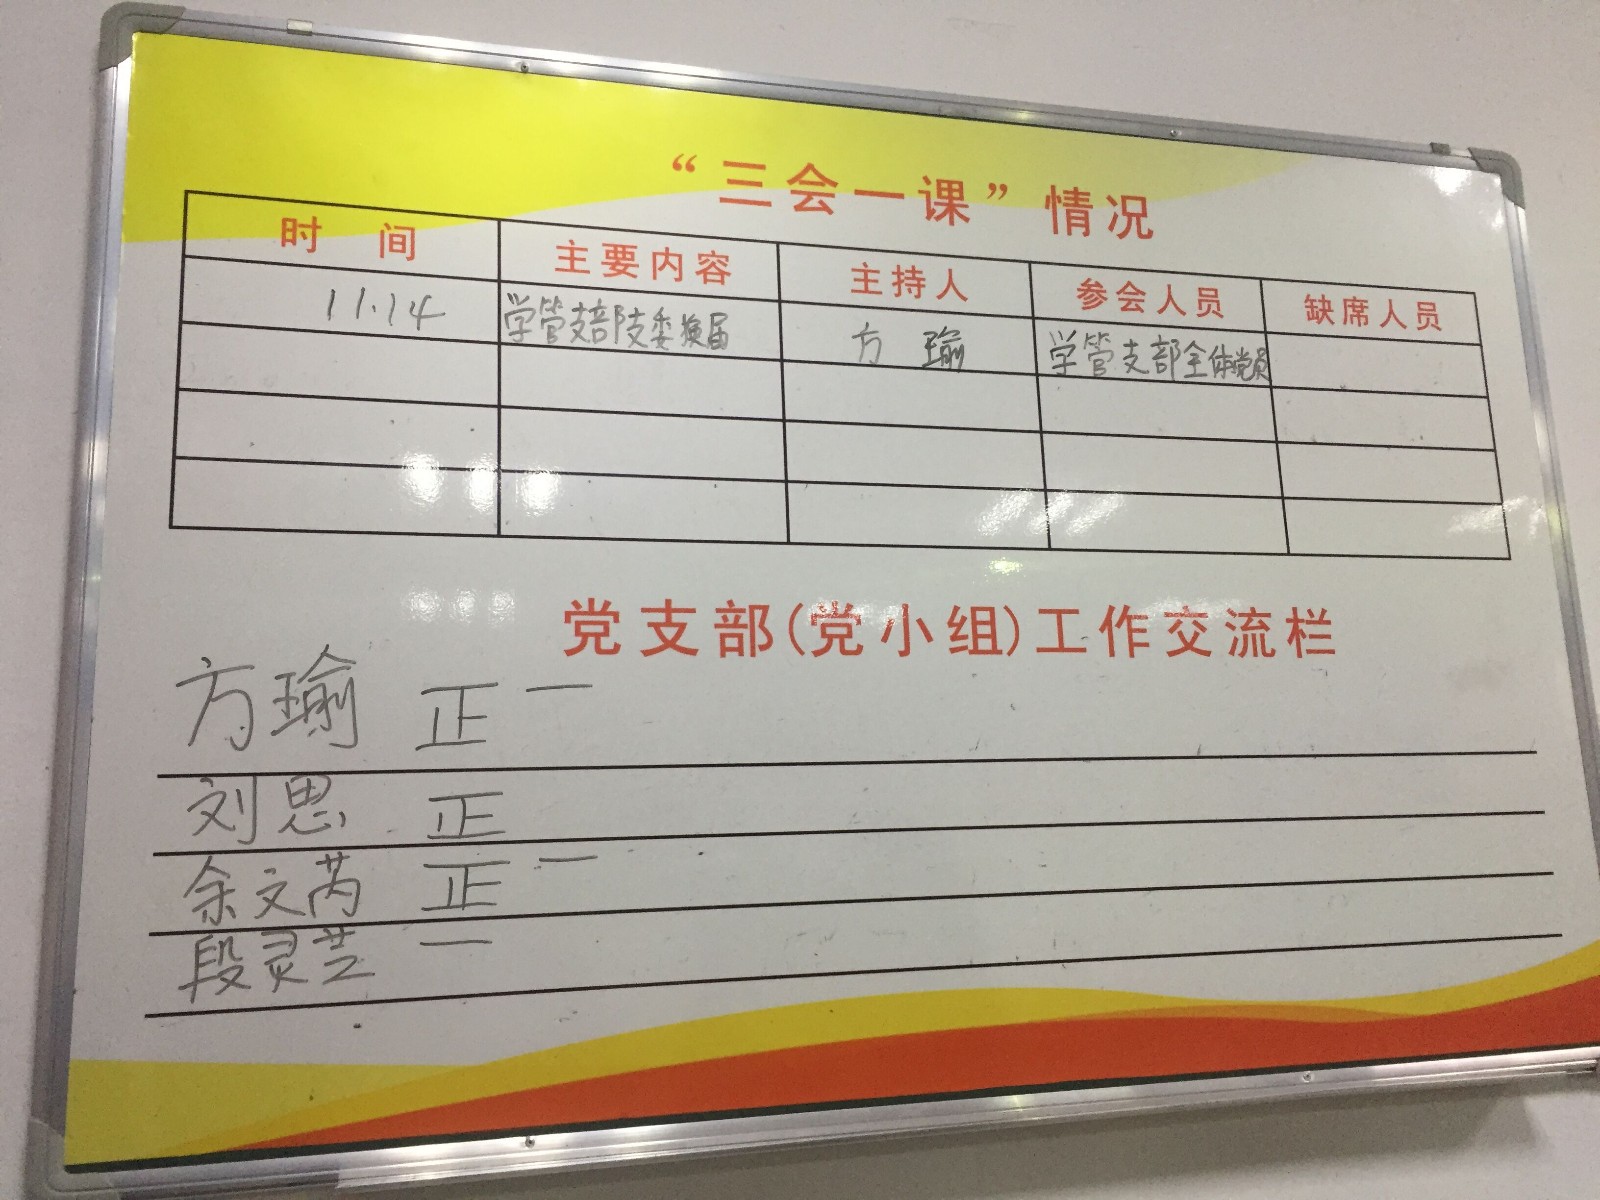 “三会一课”情况
时 间 主要内容 主持人 参会人员 缺席人员
11.14 学管支部支委换届 方瑜 学管支部全体党员
党支部(党小组)工作交流栏
方瑜 正一
刘思 正
余文芮 正一
段灵芝 一